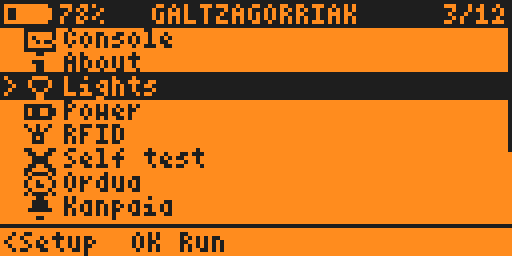 78% GALTZAGORRIAK 3/12
Console
About
> Lights
Power
RFID
Self test
Ordua
Kanpaia
<Setup OK Run